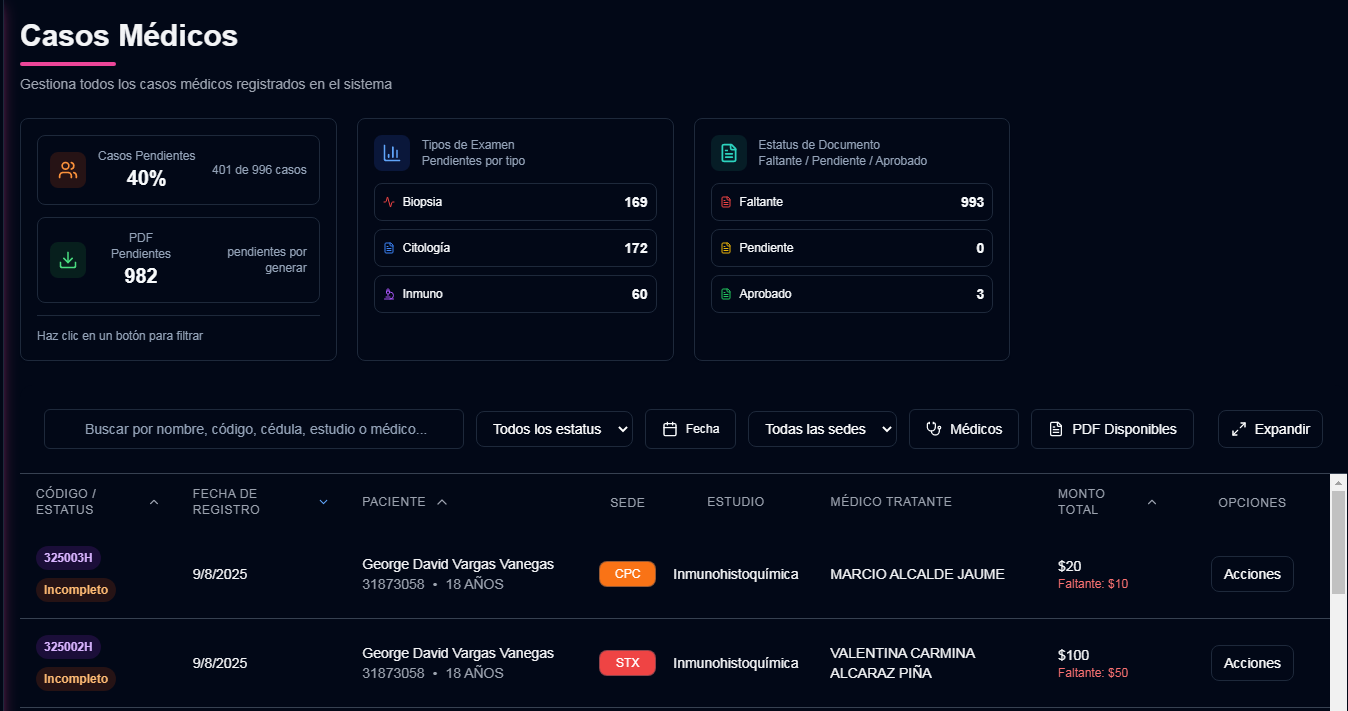 Casos Médicos
Gestiona todos los casos médicos registrados en el sistema
Casos Pendientes
40%
401 de 996 casos
PDF
Pendientes
982
pendientes por
generar
Haz clic en un botón para filtrar
Tipos de Examen
Pendientes por tipo
Biopsia 169
Citología 172
Inmuno 60
Estatus de Documento
Faltante / Pendiente / Aprobado
Faltante 993
Pendiente 0
Aprobado 3
Buscar por nombre, código, cédula, estudio o médico... Todos los estatus Fecha Todas las sedes Médicos PDF Disponibles Expandir
CÓDIGO /
ESTATUS
FECHA DE
REGISTRO
PACIENTE
SEDE
ESTUDIO
MÉDICO TRATANTE
MONTO
TOTAL
OPCIONES
325003H
Incompleto
9/8/2025
George David Vargas Vanegas
31873058 • 18 AÑOS
CPC
Inmunohistoquímica
MARCIO ALCALDE JAUME
$20
Faltante: $10
Acciones
325002H
Incompleto
9/8/2025
George David Vargas Vanegas
31873058 • 18 AÑOS
STX
Inmunohistoquímica
VALENTINA CARMINA
ALCARAZ PIÑA
$100
Faltante: $50
Acciones